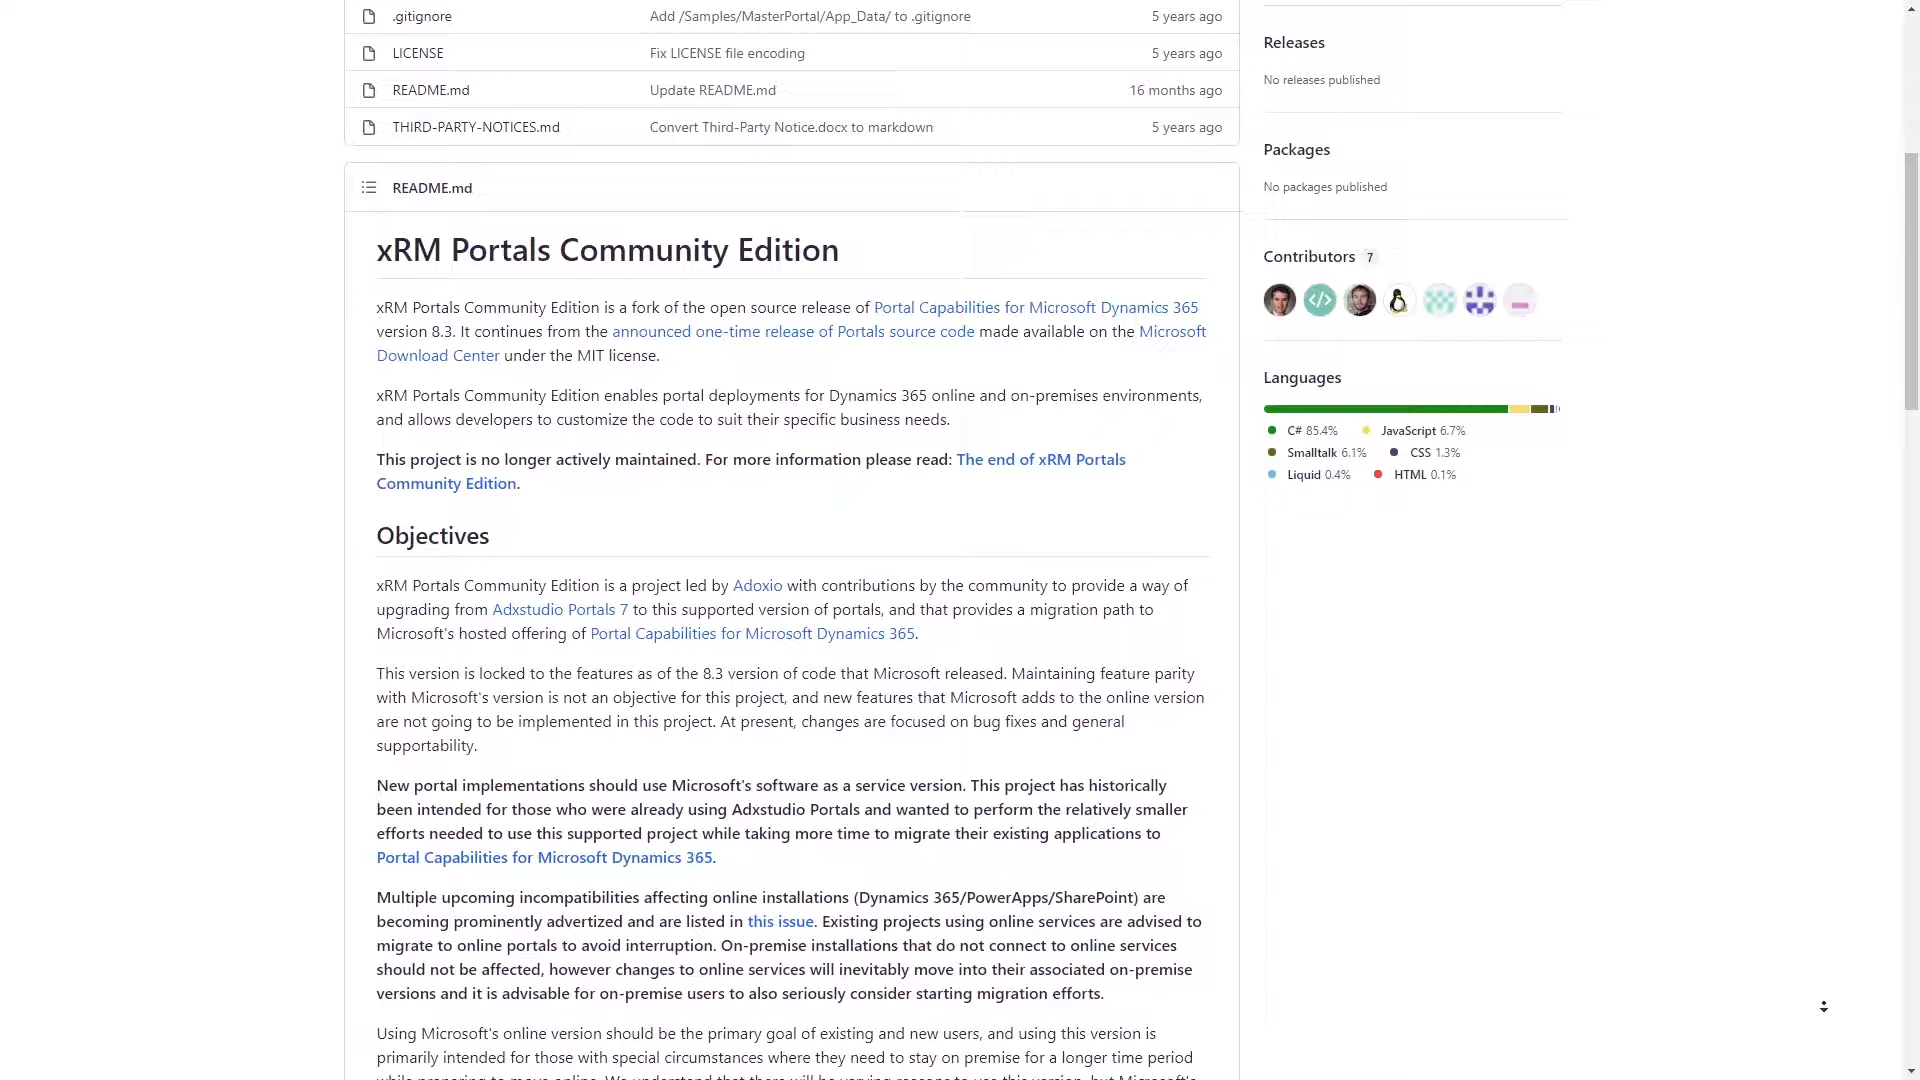 .gitignore Add /Samples/MasterPortal/App_Data/ to .gitignore 5 years ago
LICENSE Fix LICENSE file encoding 5 years ago
README.md Update README.md 16 months ago
THIRD-PARTY-NOTICES.md Convert Third-Party Notice.docx to markdown 5 years ago
README.md
xRM Portals Community Edition
xRM Portals Community Edition is a fork of the open source release of Portal Capabilities for Microsoft Dynamics 365
version 8.3. It continues from the announced one-time release of Portals source code made available on the Microsoft
Download Center under the MIT license.
xRM Portals Community Edition enables portal deployments for Dynamics 365 online and on-premises environments,
and allows developers to customize the code to suit their specific business needs.
This project is no longer actively maintained. For more information please read: The end of xRM Portals
Community Edition.
Objectives
xRM Portals Community Edition is a project led by Adoxio with contributions by the community to provide a way of
upgrading from Adxstudio Portals 7 to this supported version of portals, and that provides a migration path to
Microsoft's hosted offering of Portal Capabilities for Microsoft Dynamics 365.
This version is locked to the features as of the 8.3 version of code that Microsoft released. Maintaining feature parity
with Microsoft's version is not an objective for this project, and new features that Microsoft adds to the online version
are not going to be implemented in this project. At present, changes are focused on bug fixes and general
supportability.
New portal implementations should use Microsoft's software as a service version. This project has historically
been intended for those who were already using Adxstudio Portals and wanted to perform the relatively smaller
efforts needed to use this supported project while taking more time to migrate their existing applications to
Portal Capabilities for Microsoft Dynamics 365.
Multiple upcoming incompatibilities affecting online installations (Dynamics 365/PowerApps/SharePoint) are
becoming prominently advertized and are listed in this issue. Existing projects using online services are advised to
migrate to online portals to avoid interruption. On-premise installations that do not connect to online services
should not be affected, however changes to online services will inevitably move into their associated on-premise
versions and it is advisable for on-premise users to also seriously consider starting migration efforts.
Using Microsoft's online version should be the primary goal of existing and new users, and using this version is
primarily intended for those with special circumstances where they need to stay on premise for a longer time period
Releases
No releases published
Packages
No packages published
Contributors 7
Languages
C# 85.4% JavaScript 6.7%
Smalltalk 6.1% CSS 1.3%
Liquid 0.4% HTML 0.1%